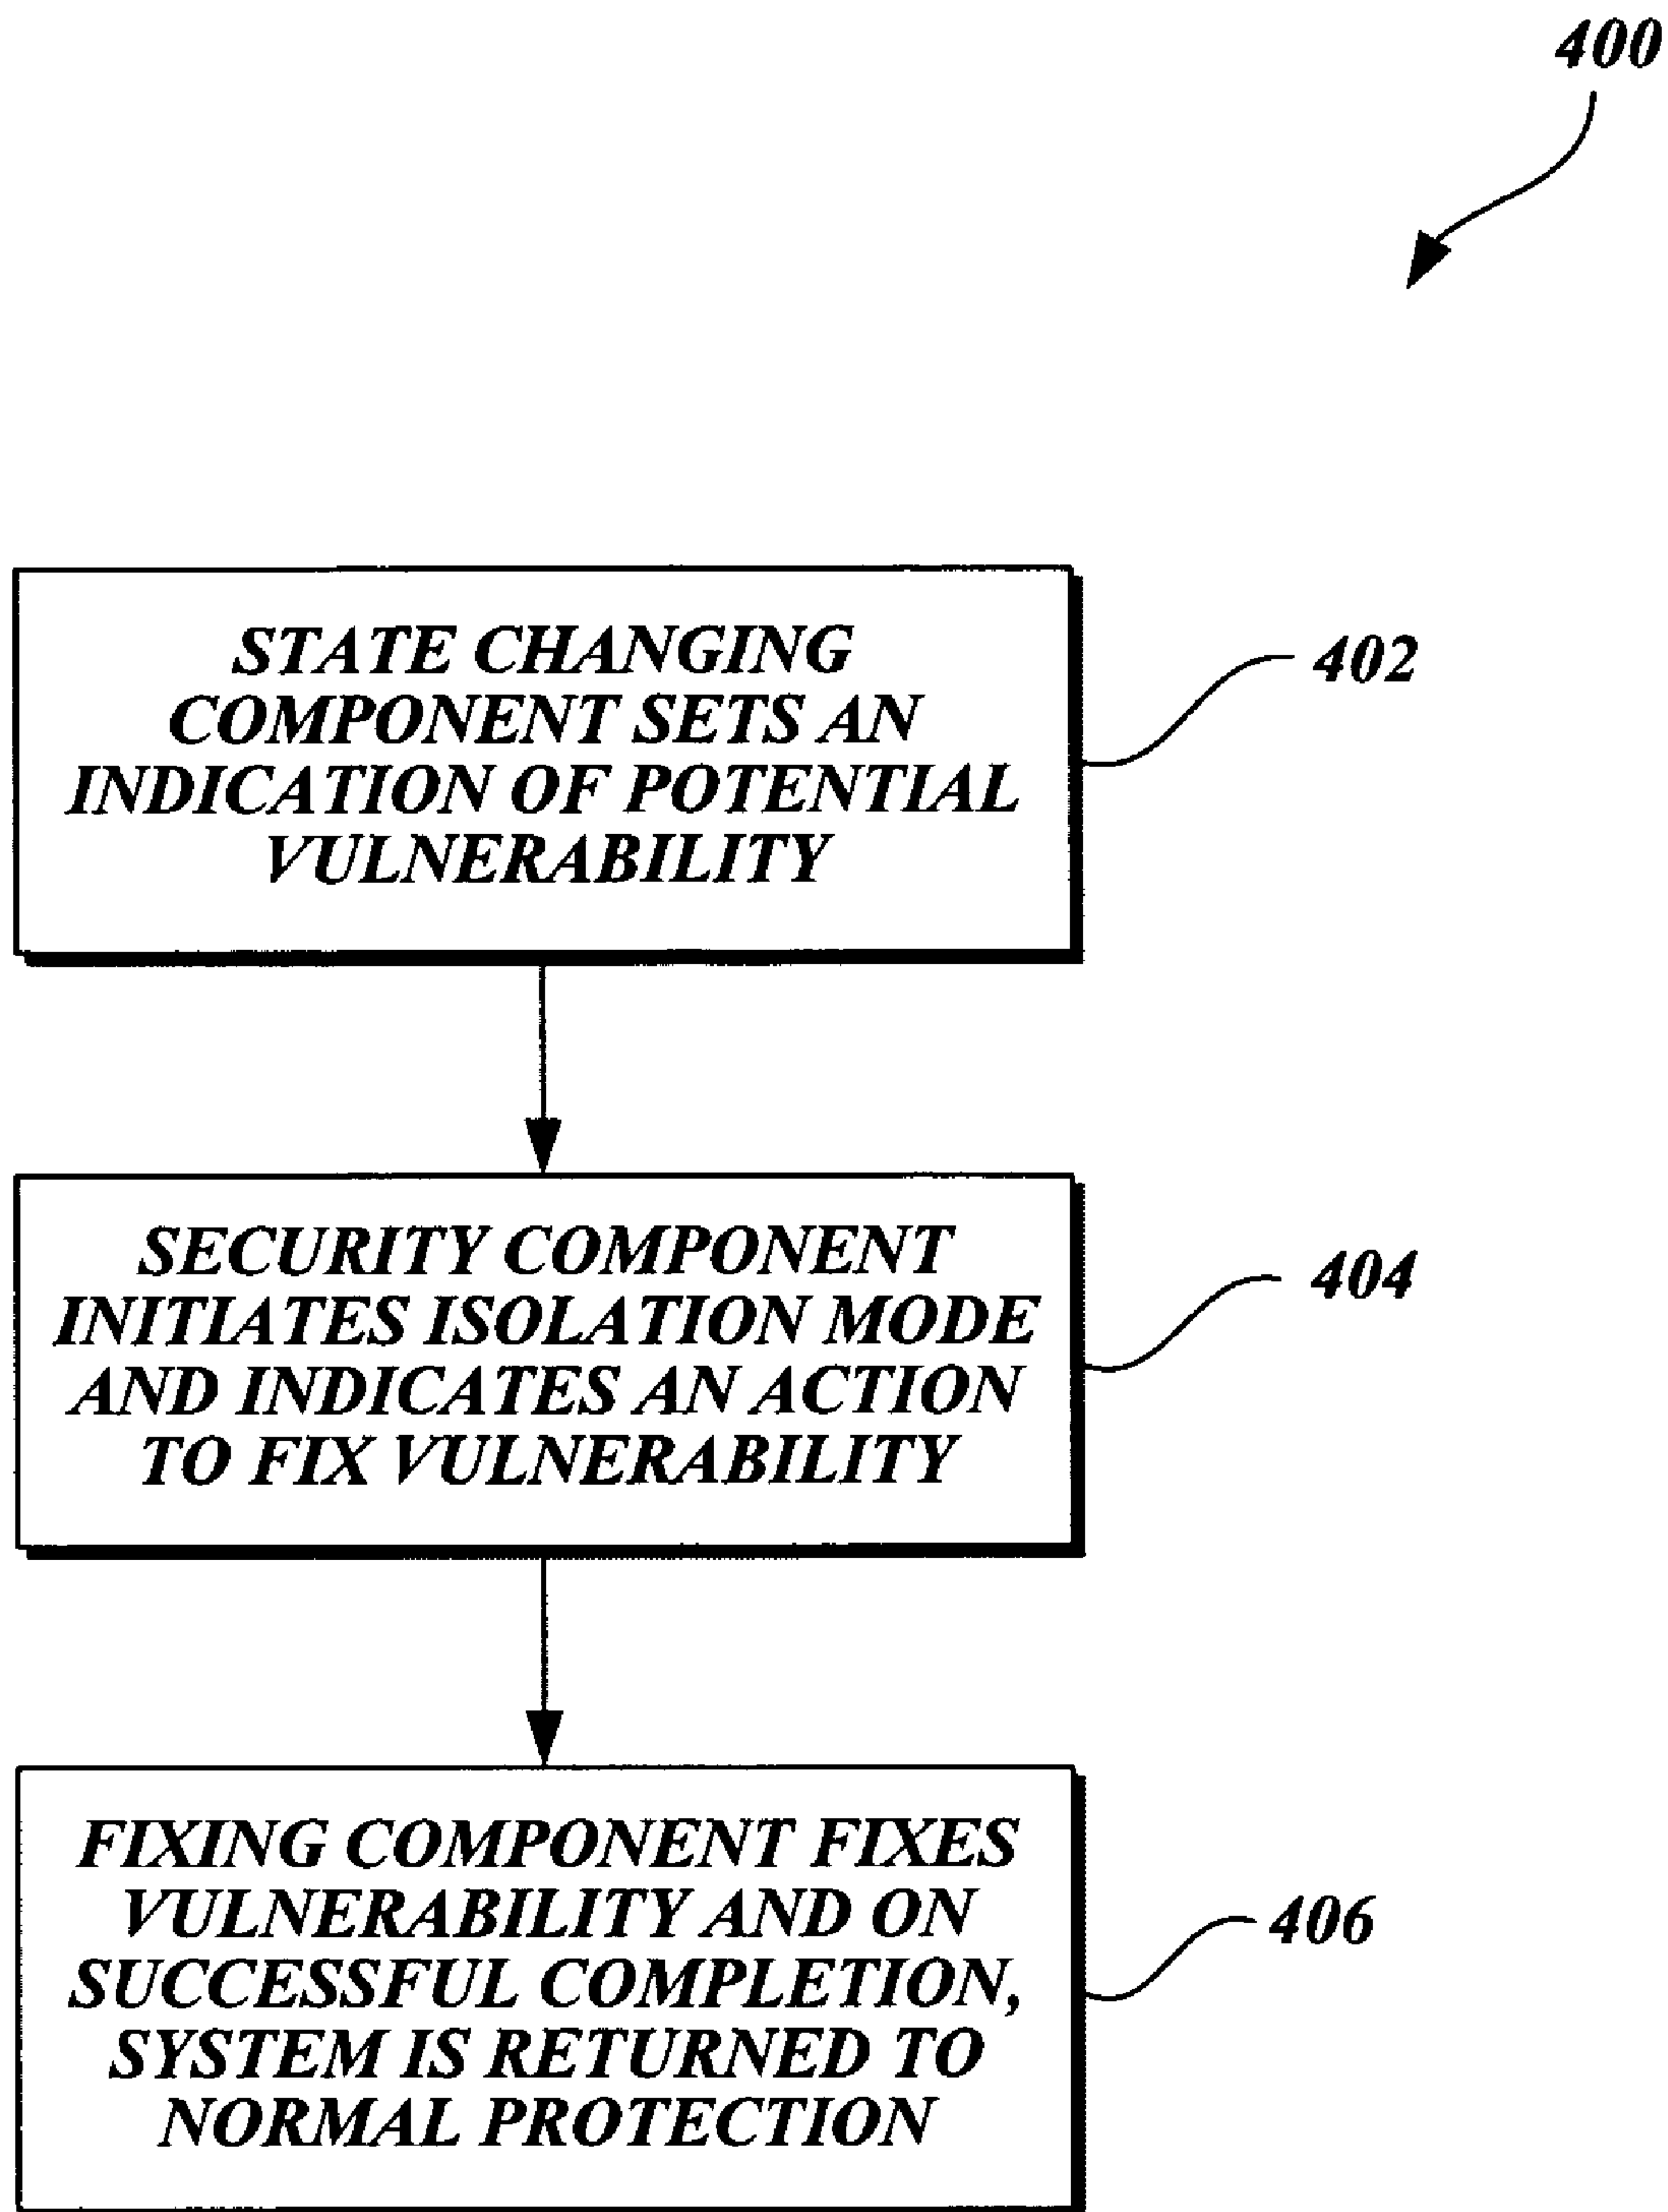 400
STATE CHANGING
COMPONENT SETS AN
INDICATION OF POTENTIAL
VULNERABILITY
402
SECURITY COMPONENT
INITIATES ISOLATION MODE
AND INDICATES AN ACTION
TO FIX VULNERABILITY
404
FIXING COMPONENT FIXES
VULNERABILITY AND ON
SUCCESSFUL COMPLETION,
SYSTEM IS RETURNED TO
NORMAL PROTECTION
406